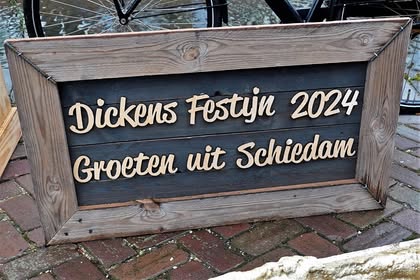 Dickens Festijn 2024
Groeten uit Schiedam